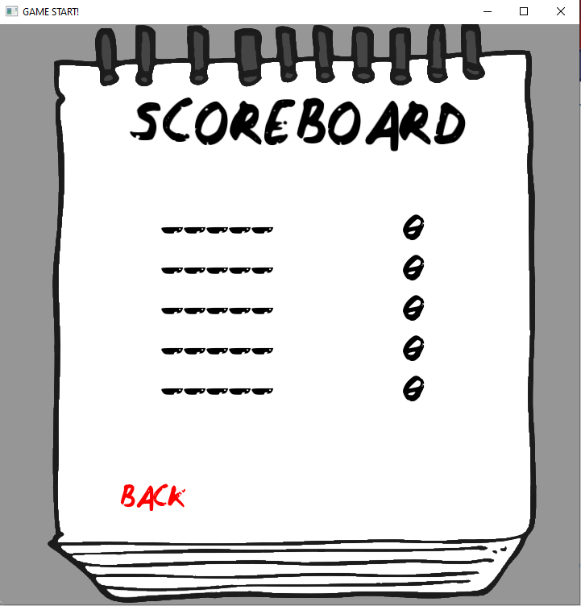 GAME START!
SCOREBOARD
----- 0
----- 0
----- 0
----- 0
----- 0
BACK